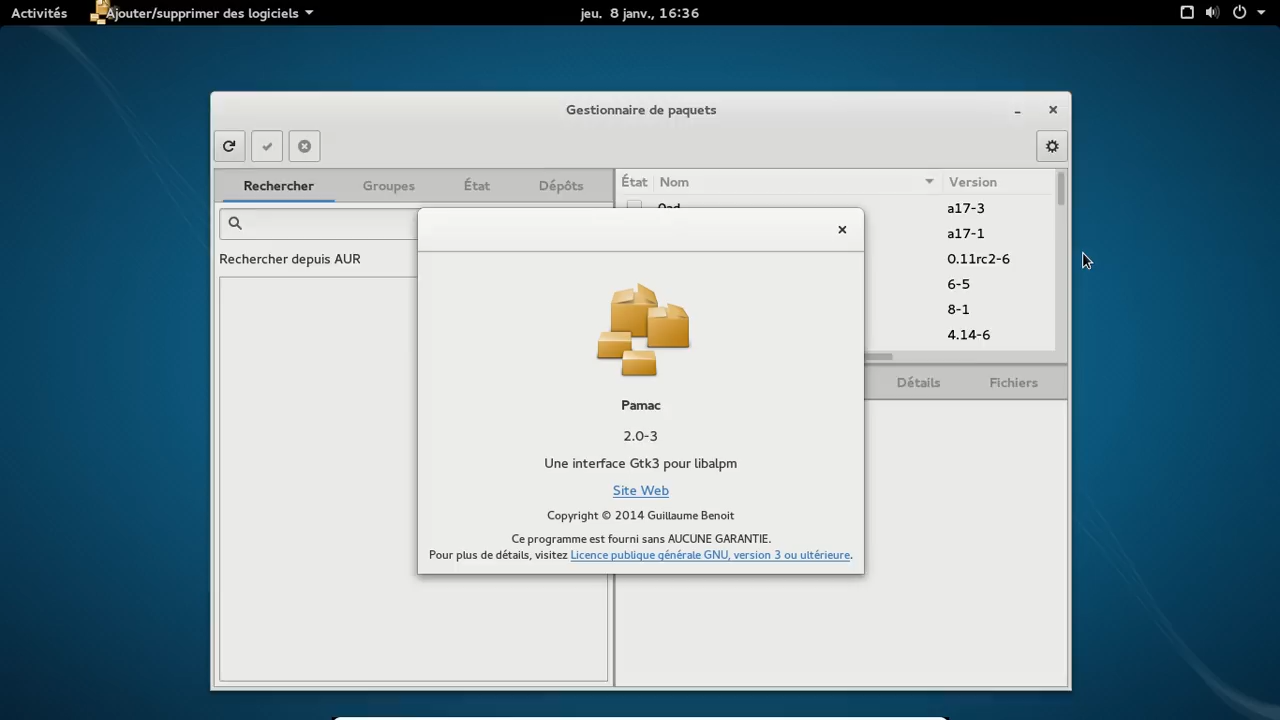 Activités
Ajouter/supprimer des logiciels
jeu. 8 janv., 16:36
Gestionnaire de paquets
Rechercher
Groupes
État
Dépôts
État
Nom
Version
a17-3
a17-1
Rechercher depuis AUR
0.11rc2-6
6-5
8-1
4.14-6
Détails
Fichiers
Pamac
2.0-3
Une interface Gtk3 pour libalpm
Site Web
Copyright © 2014 Guillaume Benoit
Ce programme est fourni sans AUCUNE GARANTIE.
Pour plus de détails, visitez Licence publique générale GNU, version 3 ou ultérieure.